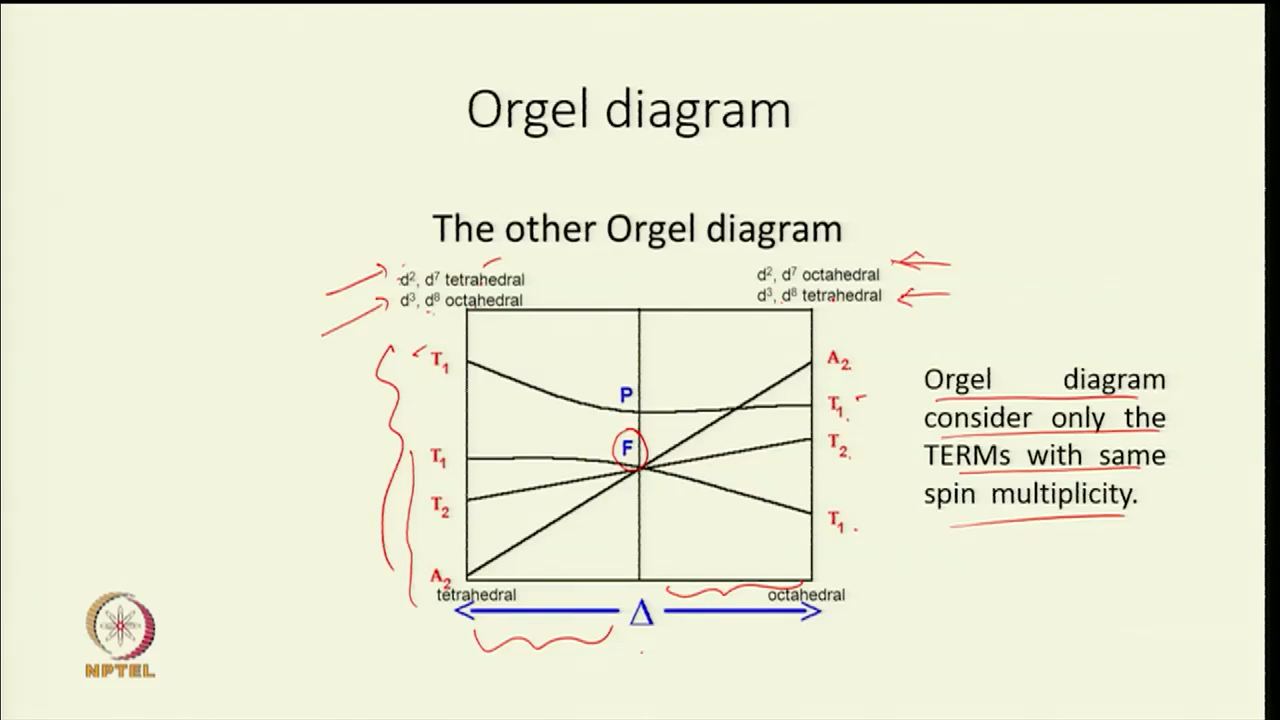 Orgel diagram
The other Orgel diagram
d², d⁷ tetrahedral
d³, d⁸ octahedral
d², d⁷ octahedral
d³, d⁸ tetrahedral
T₁
T₁
T₂
A₂
P
F
A₂
T₁
T₂
T₁
tetrahedral
Δ
octahedral
Orgel diagram
consider only the
TERMs with same
spin multiplicity.
NPTEL